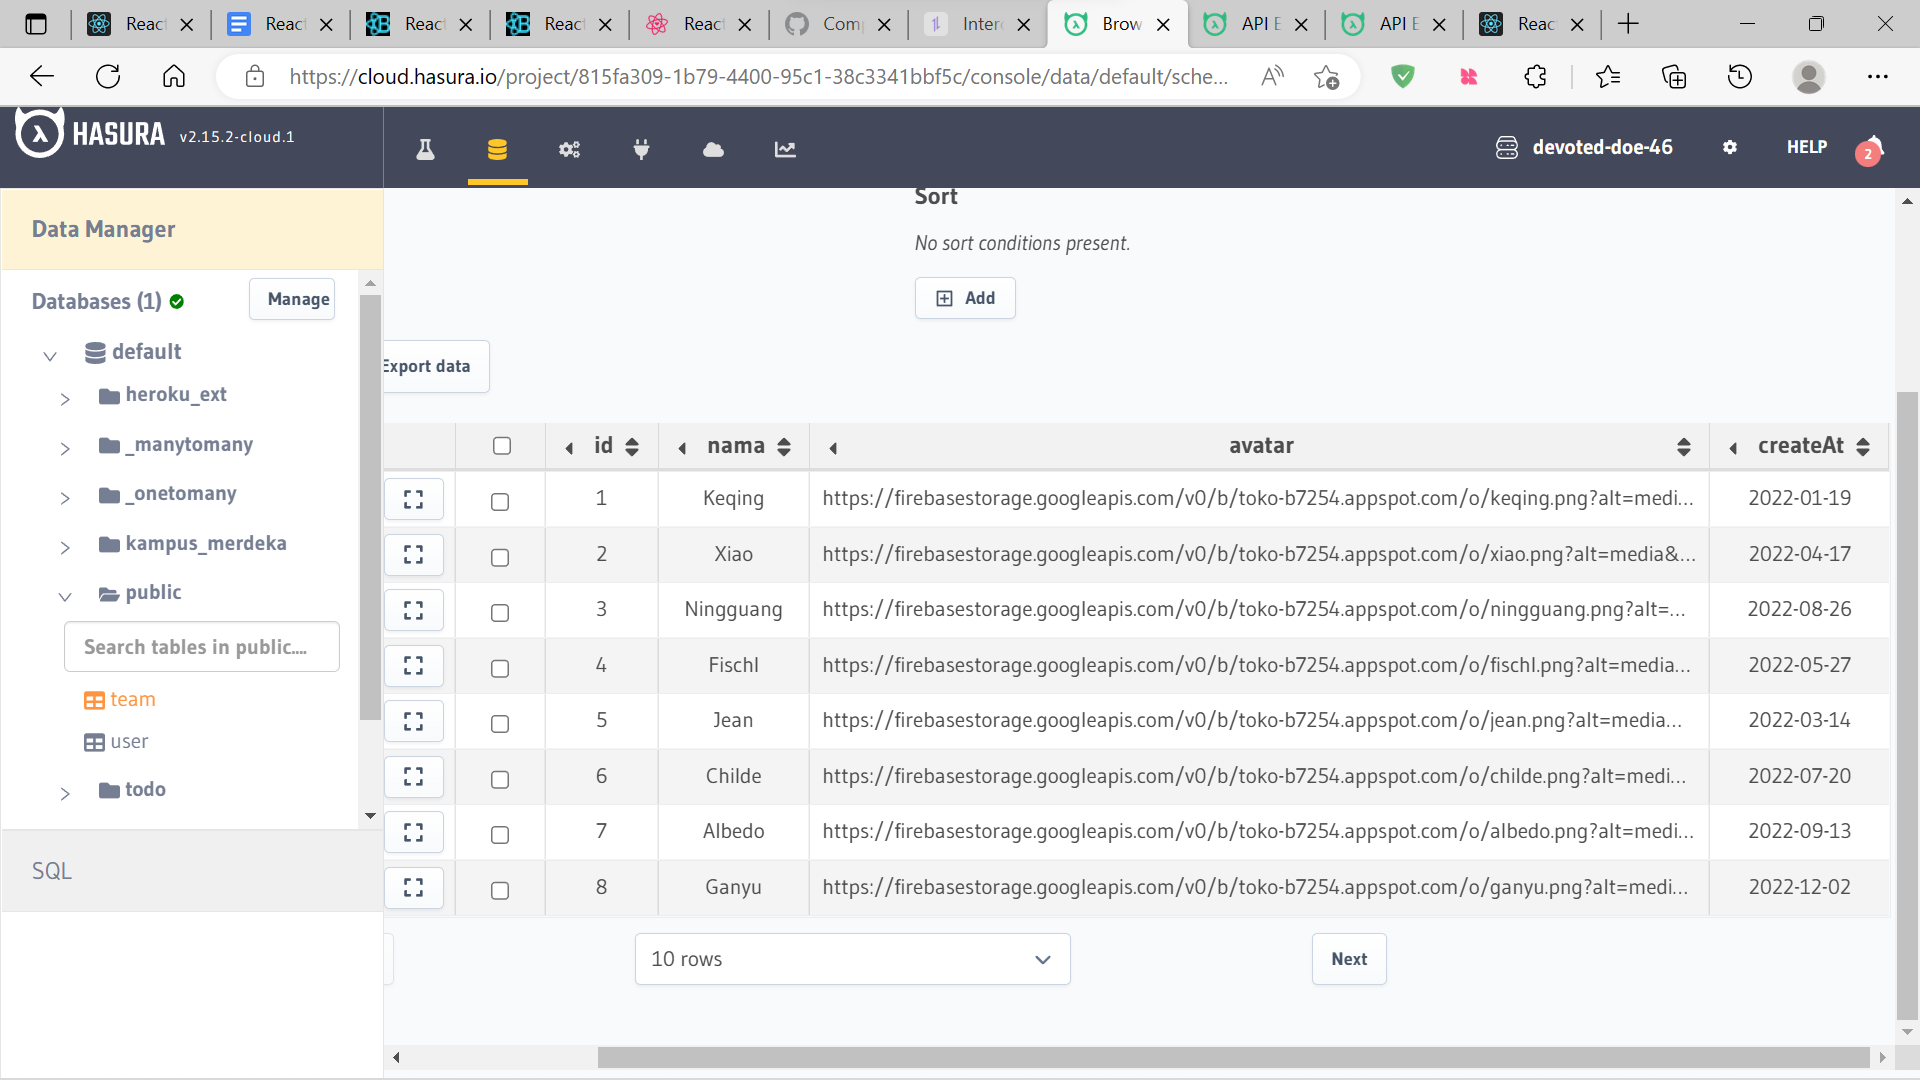 React
React
React
React
React
Com
Inter
Brow
API E
API E
React
https://cloud.hasura.io/project/815fa309-1b79-4400-95c1-38c3341bbf5c/console/data/default/sche...
HASURA v2.15.2-cloud.1
devoted-doe-46
HELP
2
Data Manager
Databases (1)
Manage
default
heroku_ext
_manytomany
_onetomany
kampus_merdeka
public
Search tables in public....
team
user
todo
SQL
Sort
No sort conditions present.
Add
Export data
id nama avatar createAt
1 Keqing https://firebasestorage.googleapis.com/v0/b/toko-b7254.appspot.com/o/keqing.png?alt=medi... 2022-01-19
2 Xiao https://firebasestorage.googleapis.com/v0/b/toko-b7254.appspot.com/o/xiao.png?alt=media&... 2022-04-17
3 Ningguang https://firebasestorage.googleapis.com/v0/b/toko-b7254.appspot.com/o/ningguang.png?alt=... 2022-08-26
4 Fischl https://firebasestorage.googleapis.com/v0/b/toko-b7254.appspot.com/o/fischl.png?alt=media... 2022-05-27
5 Jean https://firebasestorage.googleapis.com/v0/b/toko-b7254.appspot.com/o/jean.png?alt=media... 2022-03-14
6 Childe https://firebasestorage.googleapis.com/v0/b/toko-b7254.appspot.com/o/childe.png?alt=medi... 2022-07-20
7 Albedo https://firebasestorage.googleapis.com/v0/b/toko-b7254.appspot.com/o/albedo.png?alt=medi... 2022-09-13
8 Ganyu https://firebasestorage.googleapis.com/v0/b/toko-b7254.appspot.com/o/ganyu.png?alt=medi... 2022-12-02
10 rows
Next